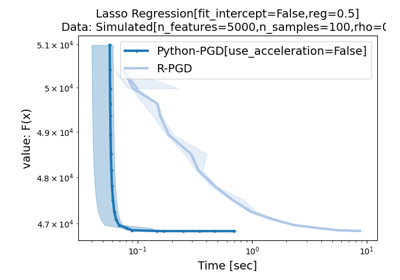 Lasso Regression[fit_intercept=False,reg=0.5]
Data: Simulated[n_features=5000,n_samples=100,rho=0
Python-PGD[use_acceleration=False]
R-PGD
value: F(x)
5.1 × 10⁴
5 × 10⁴
4.9 × 10⁴
4.8 × 10⁴
4.7 × 10⁴
10⁻¹ 10⁰ 10¹
Time [sec]